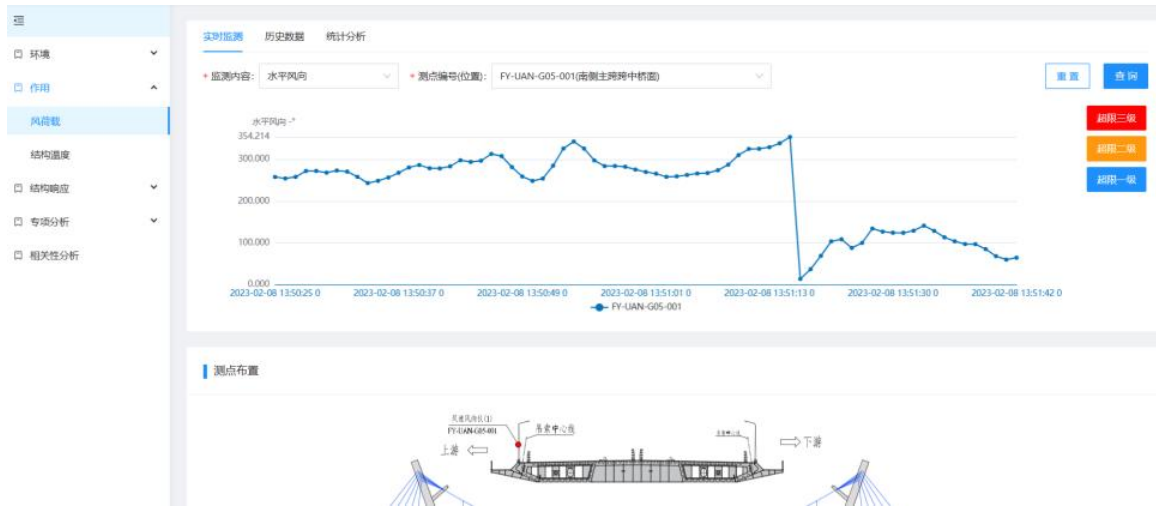 实时监测 历史数据 统计分析
环境
* 监测内容: 水平风向 * 测点编号(位置): FY-UAN-G05-001(南侧主跨跨中桥面) 重置 查询
作用
风荷载
结构温度
结构响应
专项分析
相关性分析
水平风向 -°
354.214
300.000
200.000
100.000
0.000
2023-02-08 13:50:25 0 2023-02-08 13:50:37 0 2023-02-08 13:50:49 0 2023-02-08 13:51:01 0 2023-02-08 13:51:13 0 2023-02-08 13:51:30 0 2023-02-08 13:51:42 0
FY-UAN-G05-001
超限三级
超限二级
超限一级
测点布置
风速风向仪(1)
FY-UAN-G05-001
吊索中心线
上游
下游